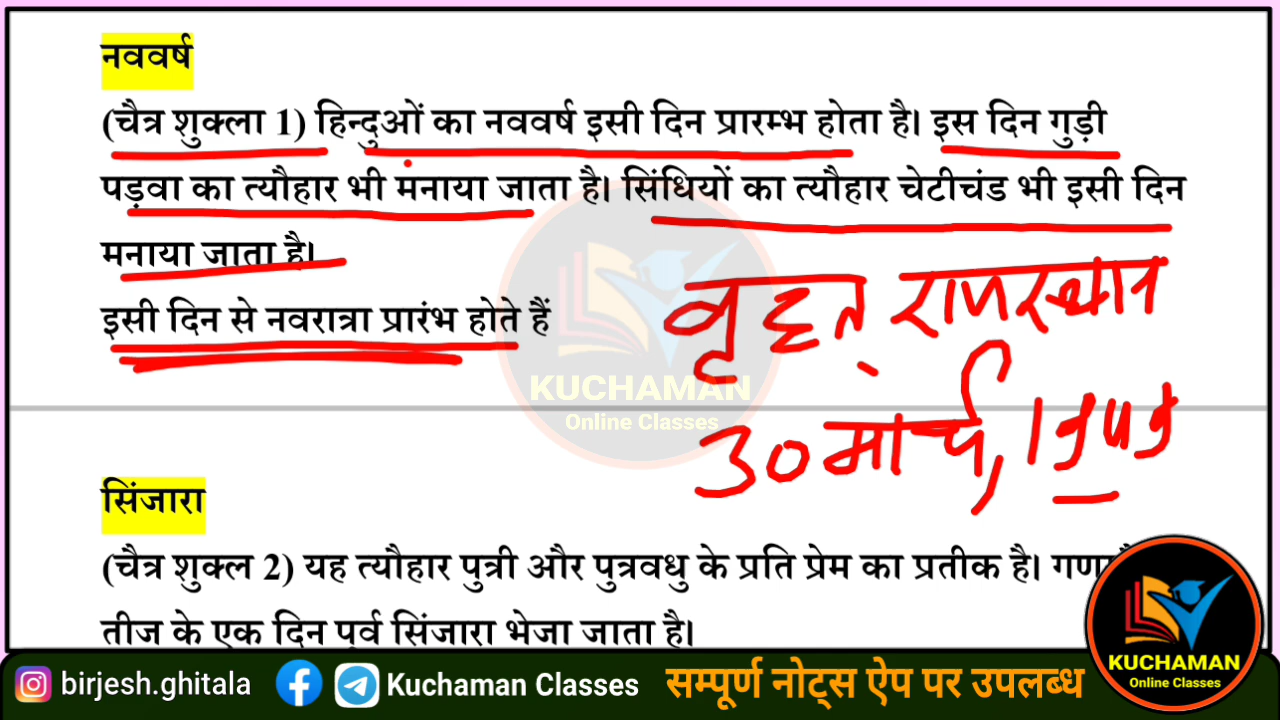 नववर्ष
(चैत्र शुक्ला 1) हिन्दुओं का नववर्ष इसी दिन प्रारम्भ होता है। इस दिन गुड़ी
पड़वा का त्यौहार भी मनाया जाता है। सिंधियों का त्यौहार चेटीचंड भी इसी दिन
मनाया जाता है।
इसी दिन से नवरात्रा प्रारंभ होते हैं
वृहत् राजस्थान
30 मार्च, 1949
KUCHAMAN
Online Classes
सिंजारा
(चैत्र शुक्ल 2) यह त्यौहार पुत्री और पुत्रवधु के प्रति प्रेम का प्रतीक है।
तीज के एक दिन पूर्व सिंजारा भेजा जाता है।
KUCHAMAN
Online Classes
birjesh.ghitala
Kuchaman Classes
सम्पूर्ण नोट्स ऐप पर उपलब्ध